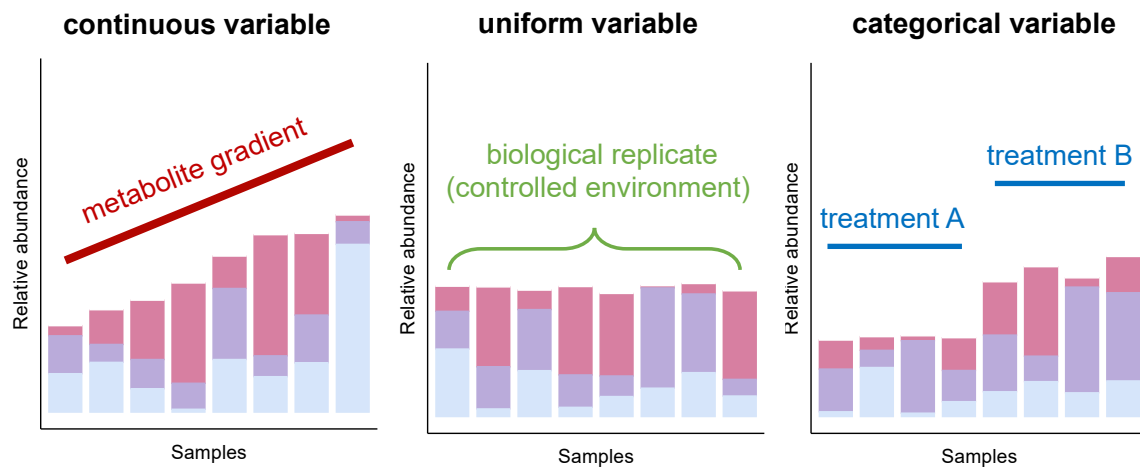 continuous variable
Relative abundance
metabolite gradient
Samples
uniform variable
Relative abundance
biological replicate
(controlled environment)
Samples
categorical variable
Relative abundance
treatment A
treatment B
Samples